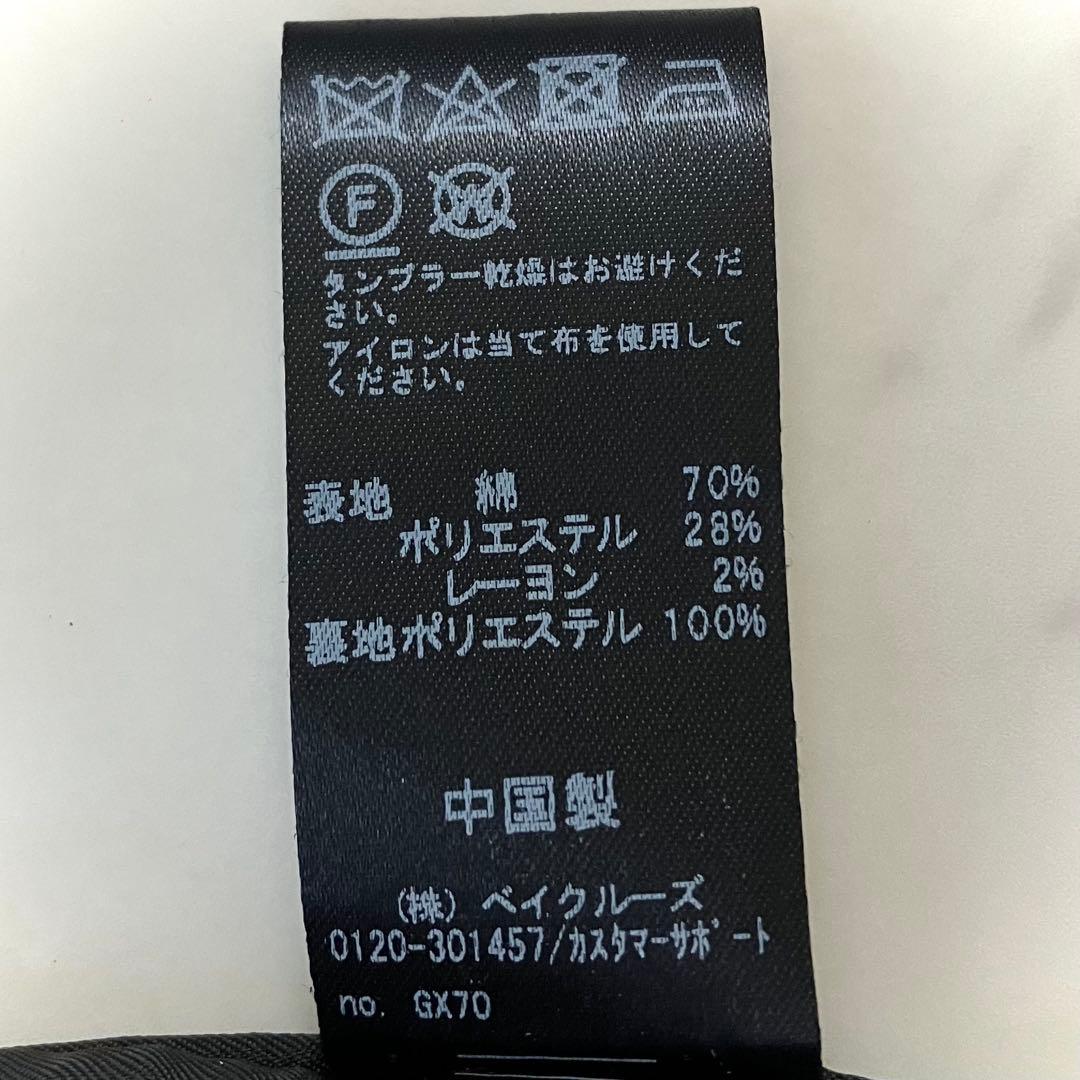 F W
タンブラー乾燥はお避けくだ
さい。
アイロンは当て布を使用して
ください。
表地 綿 70%
ポリエステル 28%
レーヨン 2%
裏地ポリエステル 100%
中国製
(株) ベイクルーズ
0120-301457/カスタマーサポート
no. GX70